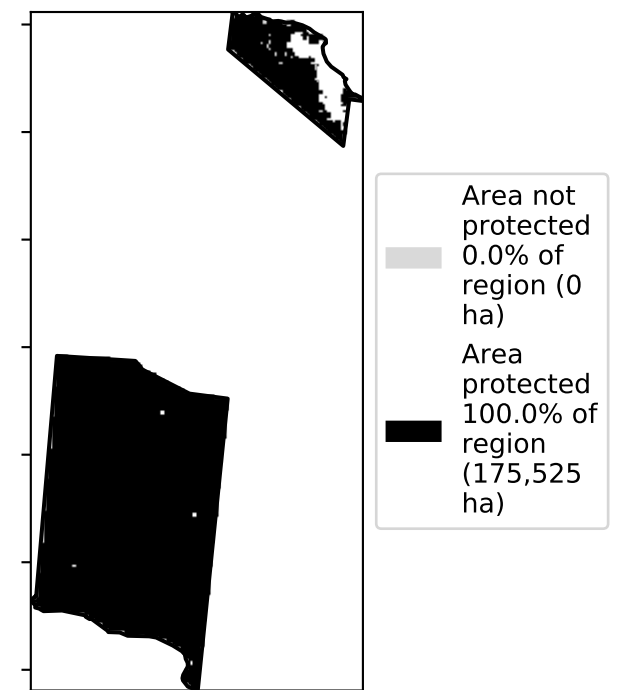 Area not
protected
0.0% of
region (0
ha)
Area
protected
100.0% of
region
(175,525
ha)